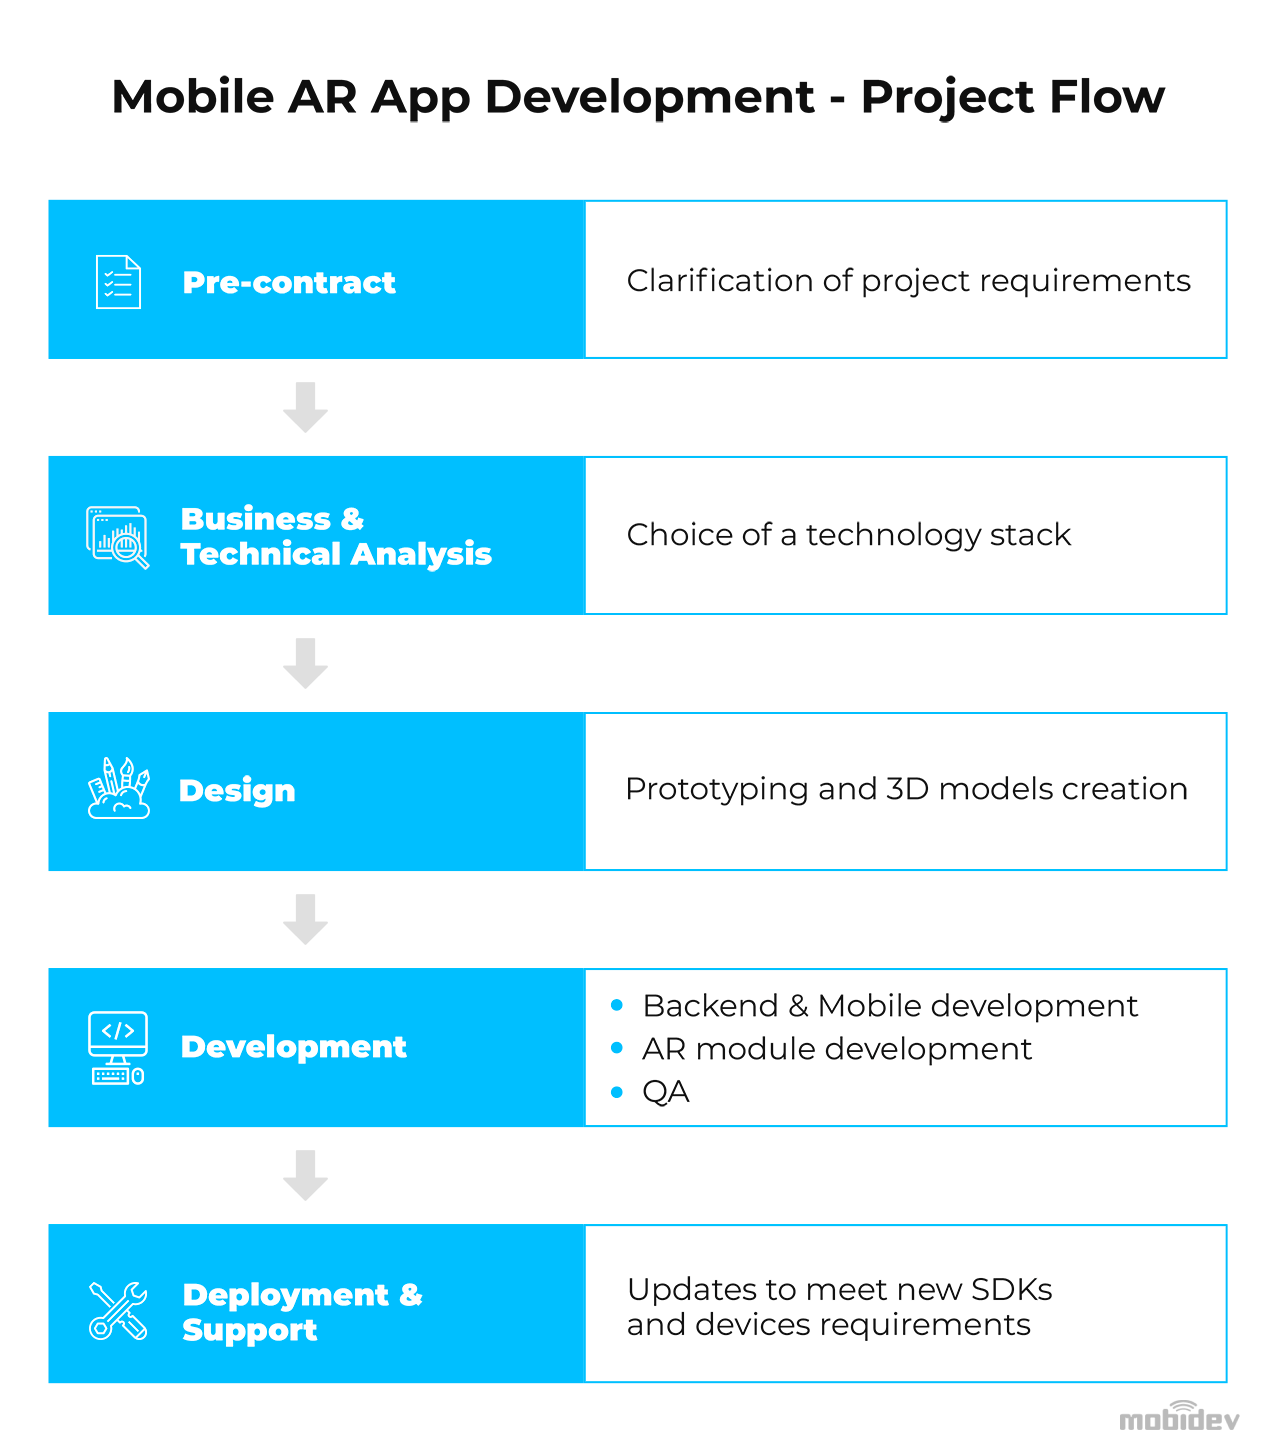 Mobile AR App Development - Project Flow
Pre-contract
Clarification of project requirements
Business &
Technical Analysis
Choice of a technology stack
Design
Prototyping and 3D models creation
Development
Backend & Mobile development
AR module development
QA
Deployment &
Support
Updates to meet new SDKs
and devices requirements
mobidev